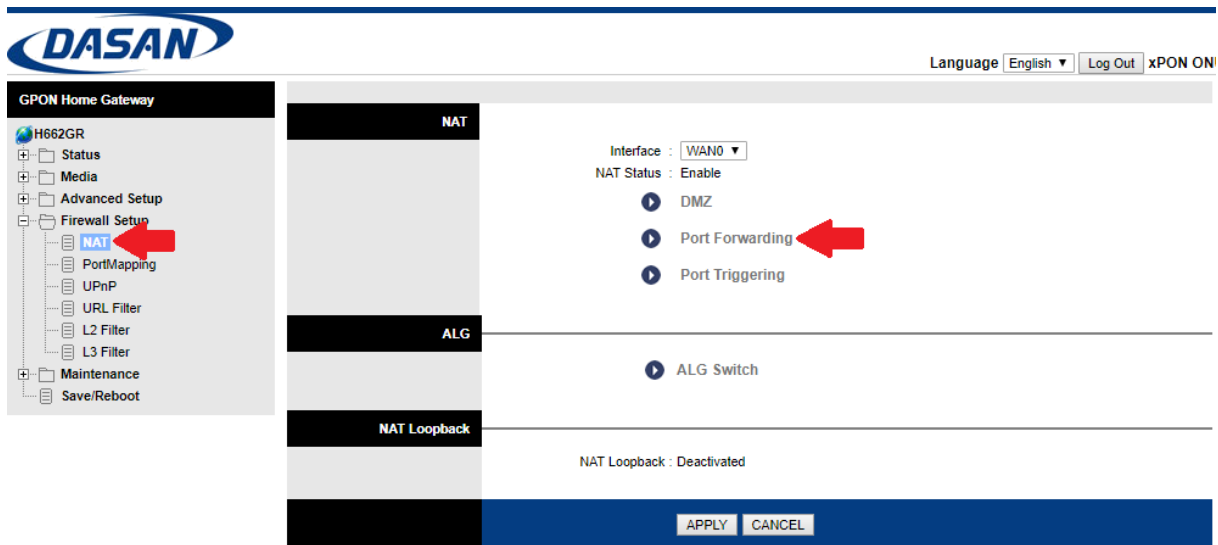 DASAN
Language English ▼ Log Out xPON ON
GPON Home Gateway
H662GR
Status
Media
Advanced Setup
Firewall Setup
NAT
PortMapping
UPnP
URL Filter
L2 Filter
L3 Filter
Maintenance
Save/Reboot
NAT
Interface : WAN0 ▼
NAT Status : Enable
DMZ
Port Forwarding
Port Triggering
ALG
ALG Switch
NAT Loopback
NAT Loopback : Deactivated
APPLY CANCEL